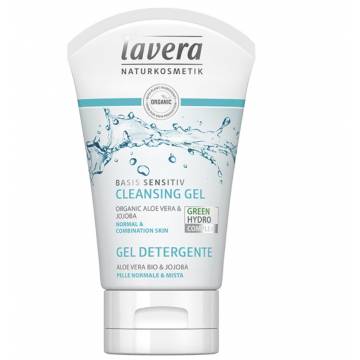 lavera
NATURKOSMETIK
ORGANIC
BASIS SENSITIV
CLEANSING GEL
ORGANIC ALOE VERA &
JOJOBA
NORMAL &
COMBINATION SKIN
GREEN
HYDRO
COMPLEX
GEL DETERGENTE
ALOE VERA BIO & JOJOBA
PELLE NORMALE & MISTA